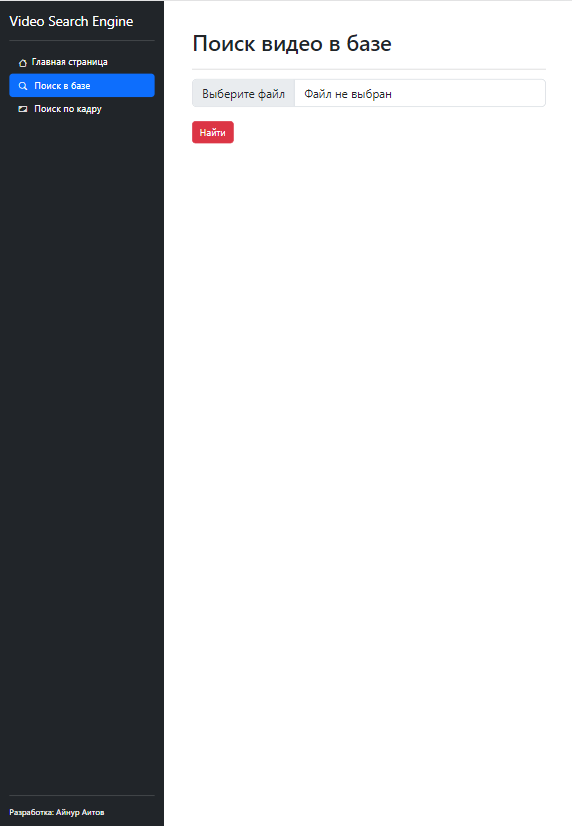 Video Search Engine
Главная страница
Поиск в базе
Поиск по кадру
Поиск видео в базе
Выберите файл Файл не выбран
Найти
Разработка: Айнур Аитов